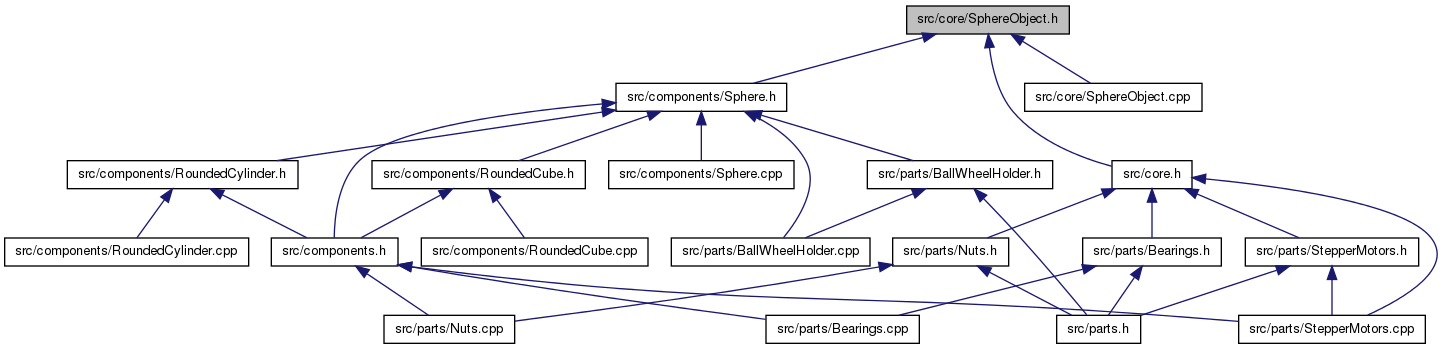 src/core/SphereObject.h
src/components/Sphere.h
src/core/SphereObject.cpp
src/components/RoundedCylinder.h
src/components/RoundedCube.h
src/components/Sphere.cpp
src/parts/BallWheelHolder.h
src/core.h
src/components/RoundedCylinder.cpp
src/components.h
src/components/RoundedCube.cpp
src/parts/BallWheelHolder.cpp
src/parts/Nuts.h
src/parts/Bearings.h
src/parts/StepperMotors.h
src/parts/Nuts.cpp
src/parts/Bearings.cpp
src/parts.h
src/parts/StepperMotors.cpp